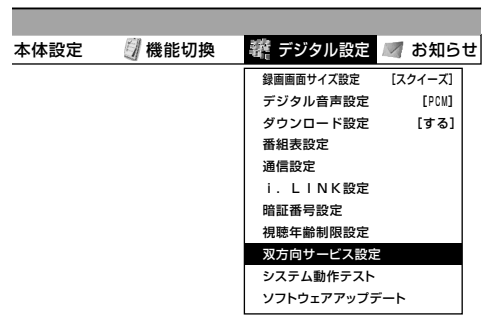 本体設定 機能切換 デジタル設定 お知らせ
録画画面サイズ設定 [スクイーズ]
デジタル音声設定 [PCM]
ダウンロード設定 [する]
番組表設定
通信設定
i．LINK設定
暗証番号設定
視聴年齢制限設定
双方向サービス設定
システム動作テスト
ソフトウェアアップデート